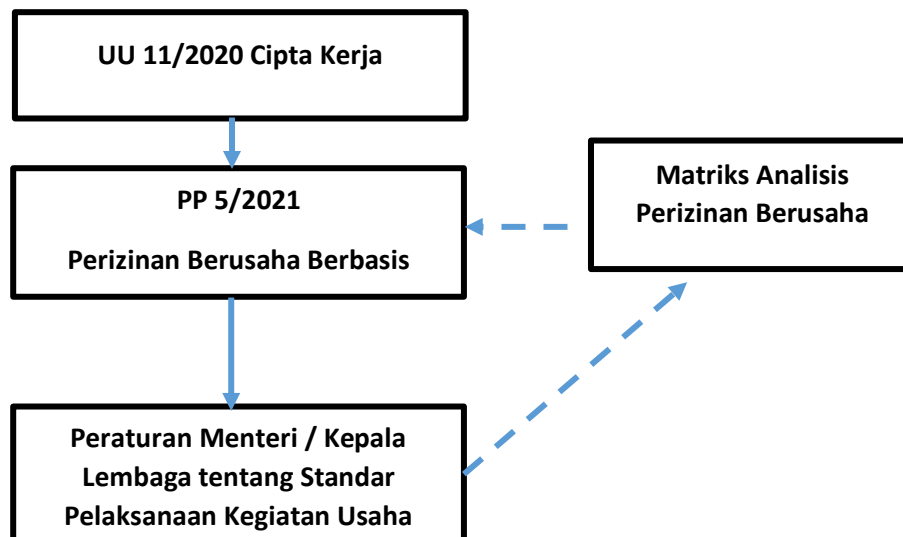 UU 11/2020 Cipta Kerja
PP 5/2021
Perizinan Berusaha Berbasis
Matriks Analisis
Perizinan Berusaha
Peraturan Menteri / Kepala
Lembaga tentang Standar
Pelaksanaan Kegiatan Usaha